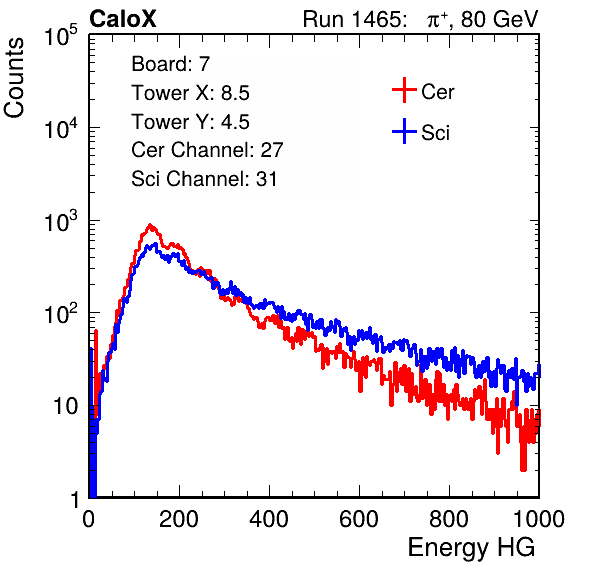 CaloX Run 1465: π⁺, 80 GeV
Counts
10⁵
10⁴
10³
10²
10
1
Board: 7
Tower X: 8.5
Tower Y: 4.5
Cer Channel: 27
Sci Channel: 31
Cer
Sci
0 200 400 600 800 1000
Energy HG